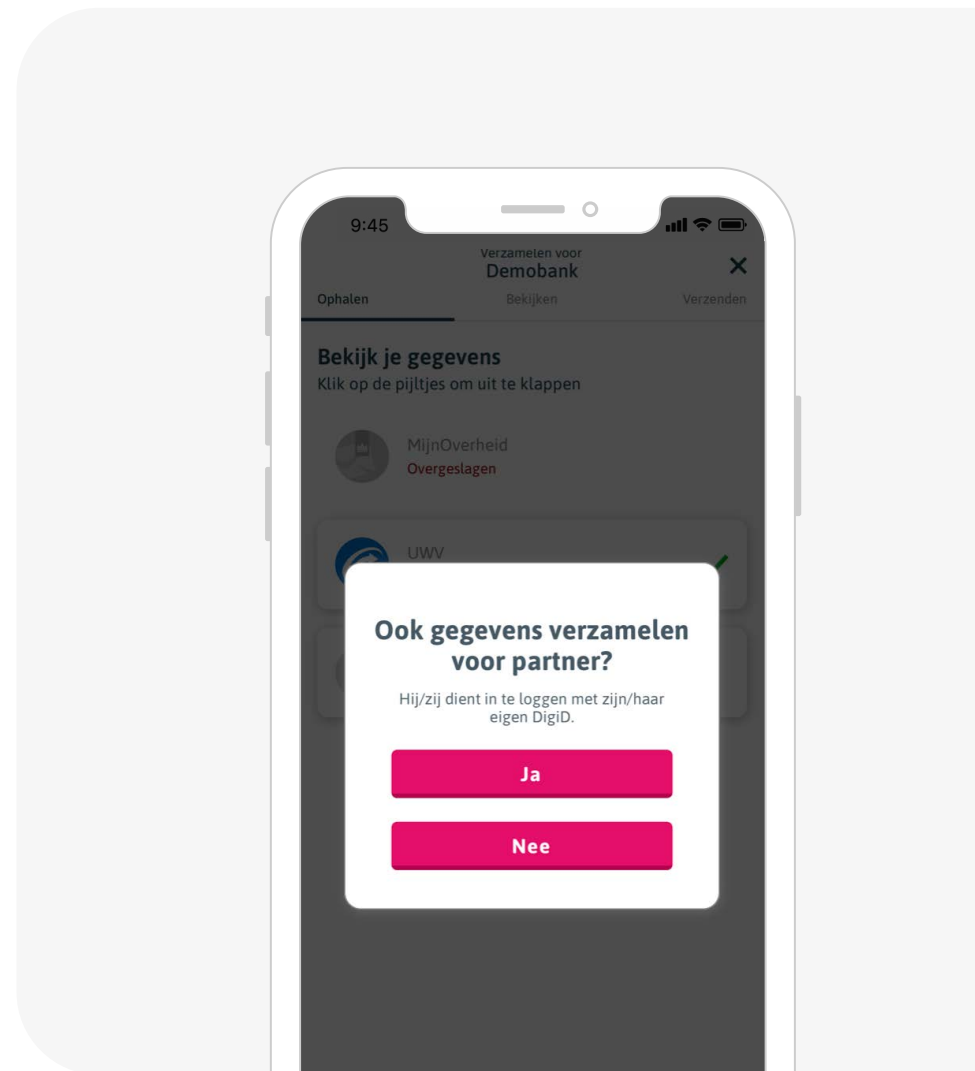 9:45
Verzamelen voor
Demobank
Ophalen Bekijken Verzenden
Bekijk je gegevens
Klik op de pijltjes om uit te klappen
MijnOverheid
Overgeslagen
UWV
Ook gegevens verzamelen
voor partner?
Hij/zij dient in te loggen met zijn/haar
eigen DigiD.
Ja
Nee